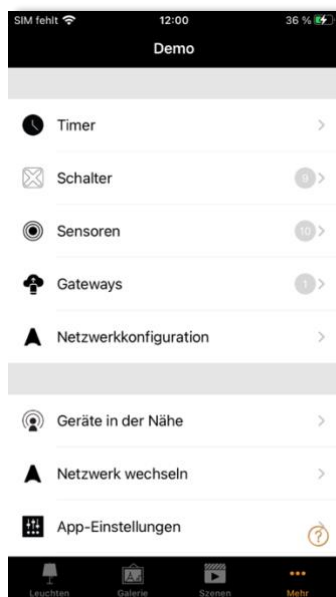 SIM fehlt 12:00 36 %
Demo
Timer
Schalter 9
Sensoren 10
Gateways 1
Netzwerkkonfiguration
Geräte in der Nähe
Netzwerk wechseln
App-Einstellungen ?
Leuchten Galerie Szenen Mehr